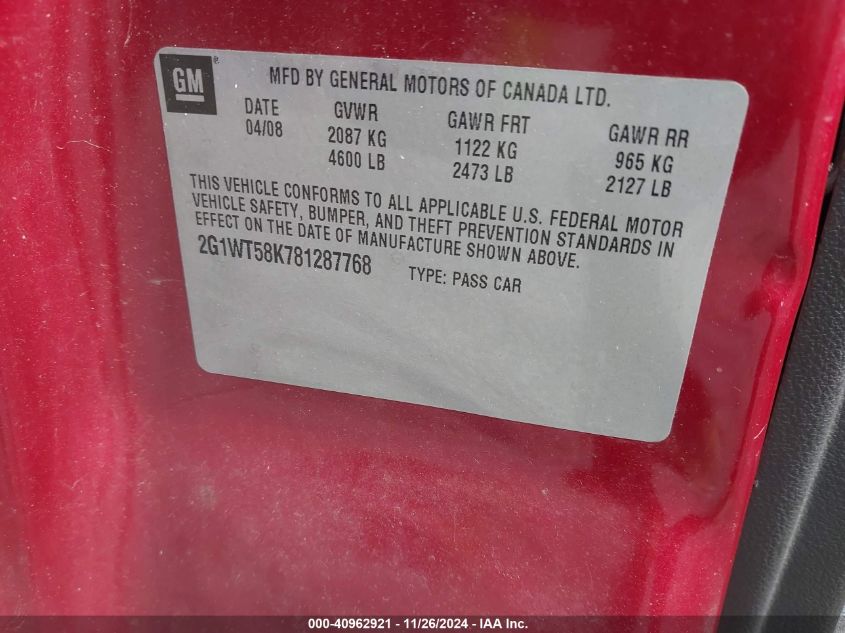 GM®
MFD BY GENERAL MOTORS OF CANADA LTD.
DATE GVWR GAWR FRT GAWR RR
04/08 2087 KG 1122 KG 965 KG
4600 LB 2473 LB 2127 LB
THIS VEHICLE CONFORMS TO ALL APPLICABLE U.S. FEDERAL MOTOR
VEHICLE SAFETY, BUMPER, AND THEFT PREVENTION STANDARDS IN
EFFECT ON THE DATE OF MANUFACTURE SHOWN ABOVE.
2G1WT58K781287768 TYPE: PASS CAR
000-40962921 - 11/26/2024 - IAA Inc.